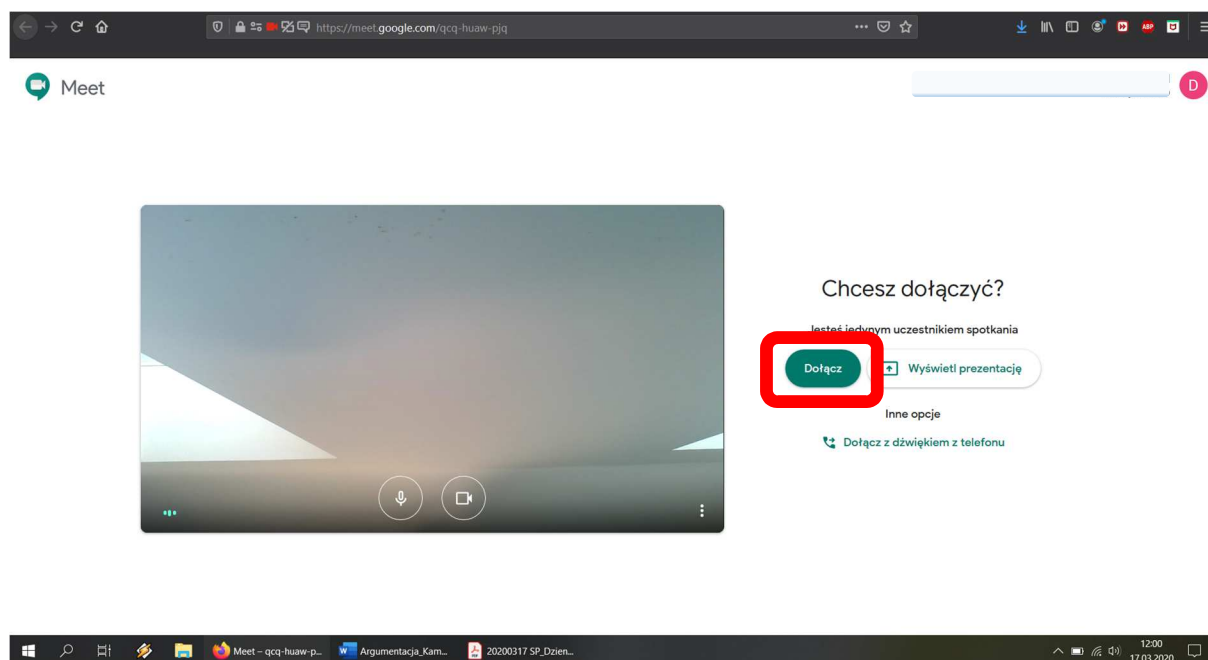 https://meet.google.com/qcq-huaw-pjq
ABP
Meet
D
Chcesz dołączyć?
Jesteś jedynym uczestnikiem spotkania
Dołącz
Wyświetl prezentację
Inne opcje
Dołącz z dźwiękiem z telefonu
Meet – qcq-huaw-p...
Argumentacja_Kam...
20200317 SP_Dzien...
12:00
17.03.2020